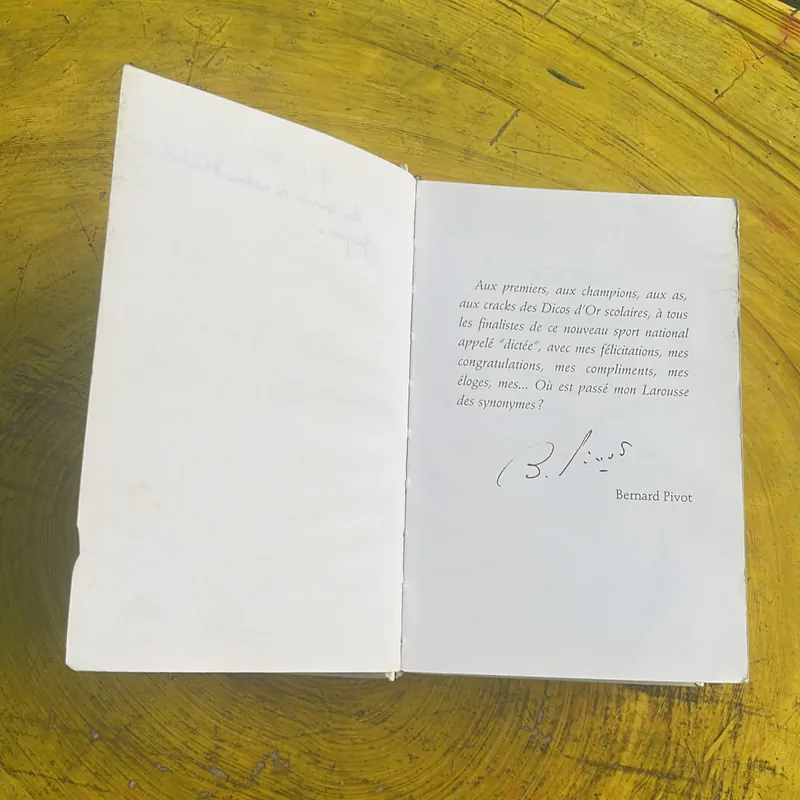 Aux premiers, aux champions, aux as,
aux cracks des Dicos d'Or scolaires, à tous
les finalistes de ce nouveau sport national
appelé "dictée", avec mes félicitations, mes
congratulations, mes compliments, mes
éloges, mes... Où est passé mon Larousse
des synonymes ?
B. Pivot
Bernard Pivot